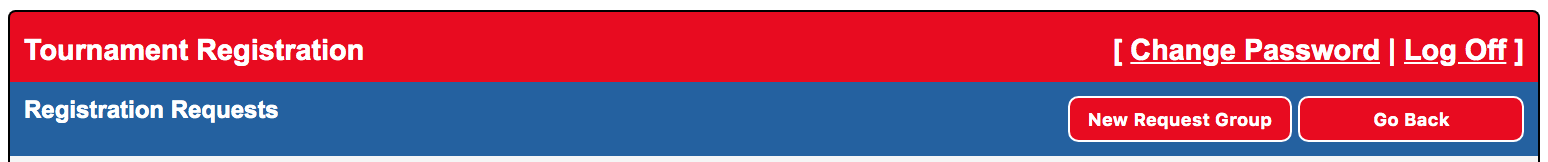 Tournament Registration
[ Change Password | Log Off ]
Registration Requests
New Request Group
Go Back